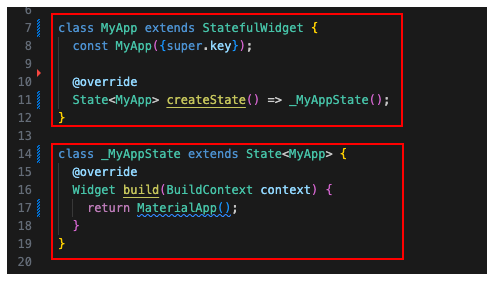 6
7 class MyApp extends StatefulWidget {
8 const MyApp({super.key});
9
10 @override
11 State<MyApp> createState() => _MyAppState();
12 }
13
14 class _MyAppState extends State<MyApp> {
15 @override
16 Widget build(BuildContext context) {
17 return MaterialApp();
18 }
19 }
20